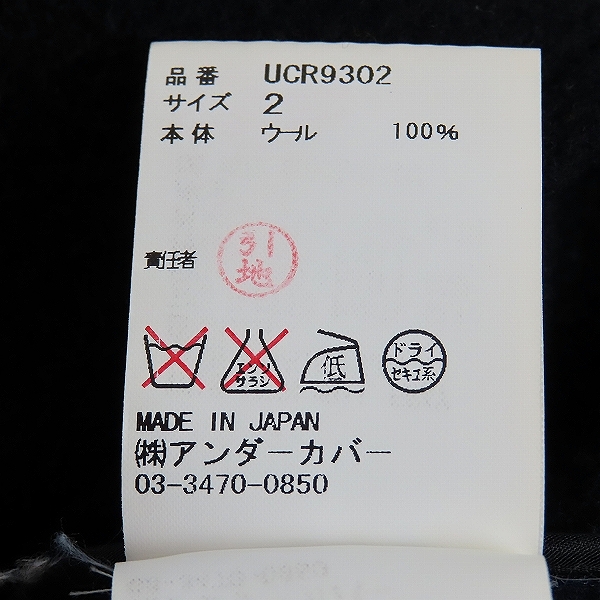 品番 UCR9302
サイズ 2
本体 ウール 100%
責任者 引地
エンソサラシ 低 ドライ セキユ系
MADE IN JAPAN
㈱アンダーカバー
03-3470-0850